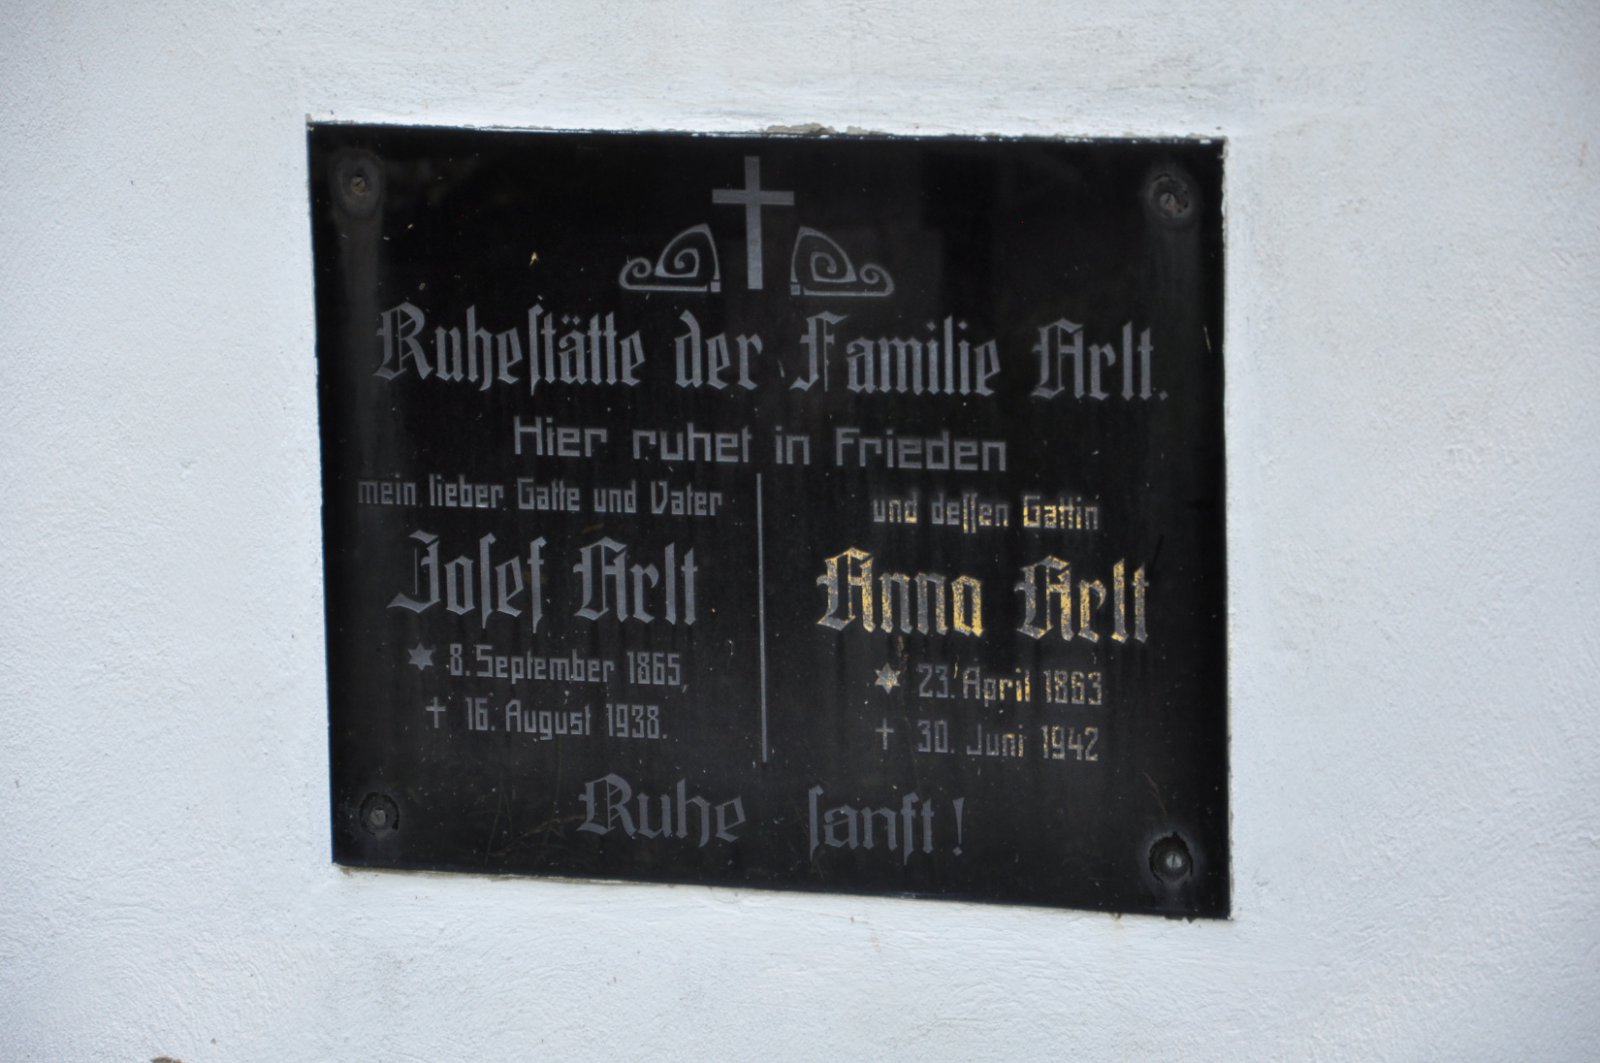 Ruheſtätte der Familie Arlt.
Hier ruhet in Frieden
mein lieber Gatte und Vater
Joſef Arlt
* 8. September 1865,
† 16. August 1938.
und deſſen Gattin
Anna Arlt
* 23. April 1863
† 30. Juni 1942
Ruhe ſanft!